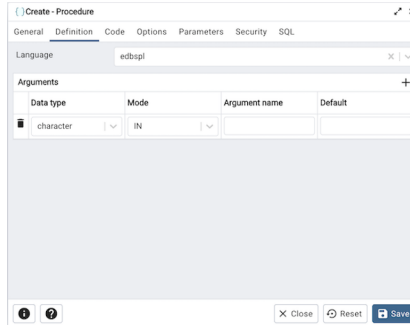 Create - Procedure
General Definition Code Options Parameters Security SQL
Language edbspl
Arguments
Data type Mode Argument name Default
character IN
Close Reset Save